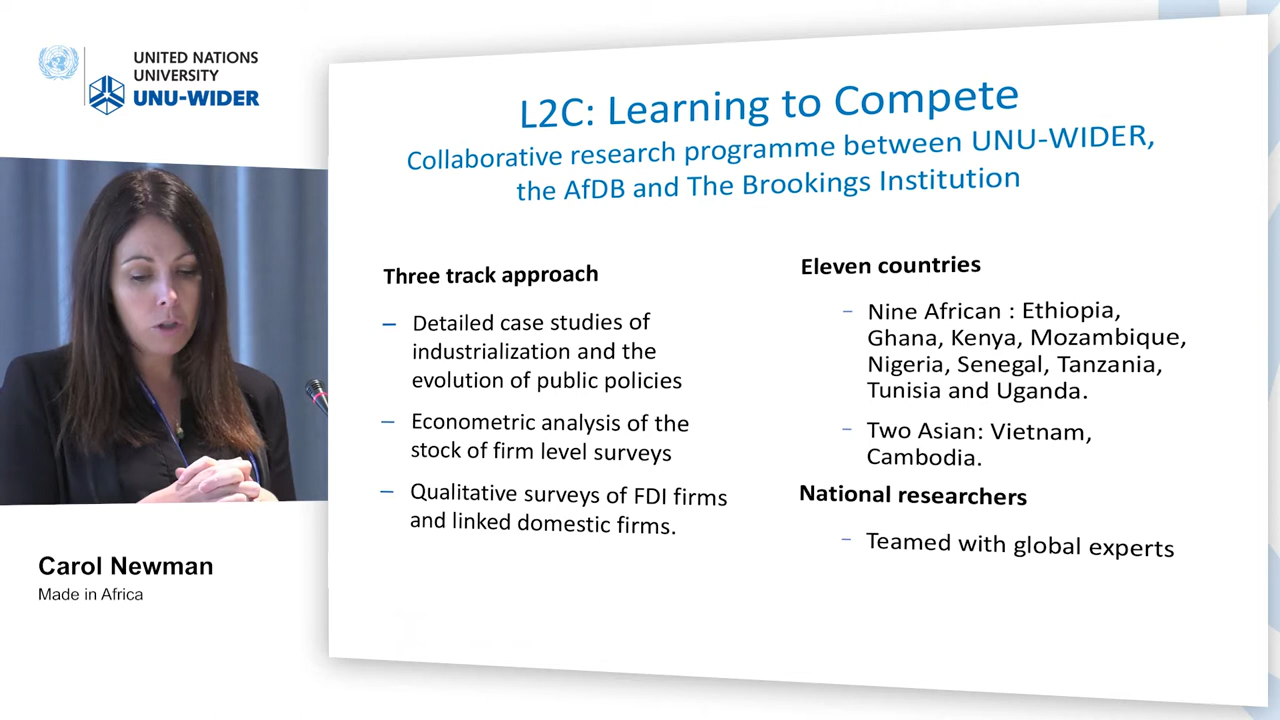 UNITED NATIONS
UNIVERSITY
UNU-WIDER
L2C: Learning to Compete
Collaborative research programme between UNU-WIDER,
the AfDB and The Brookings Institution
Three track approach
– Detailed case studies of
industrialization and the
evolution of public policies
– Econometric analysis of the
stock of firm level surveys
– Qualitative surveys of FDI firms
and linked domestic firms.
Eleven countries
– Nine African : Ethiopia,
Ghana, Kenya, Mozambique,
Nigeria, Senegal, Tanzania,
Tunisia and Uganda.
– Two Asian: Vietnam,
Cambodia.
National researchers
– Teamed with global experts
Carol Newman
Made in Africa